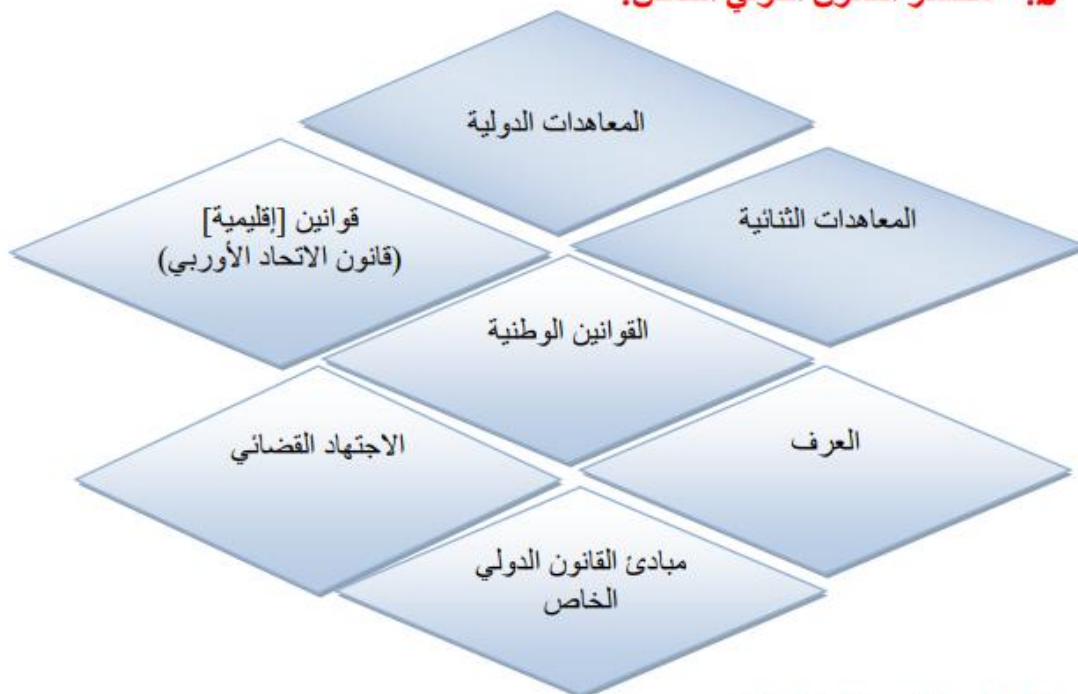 المعاهدات الدولية
المعاهدات الثنائية
قوانين [إقليمية]
(قانون الاتحاد الأوربي)
القوانين الوطنية
العرف
الاجتهاد القضائي
مبادئ القانون الدولي
الخاص